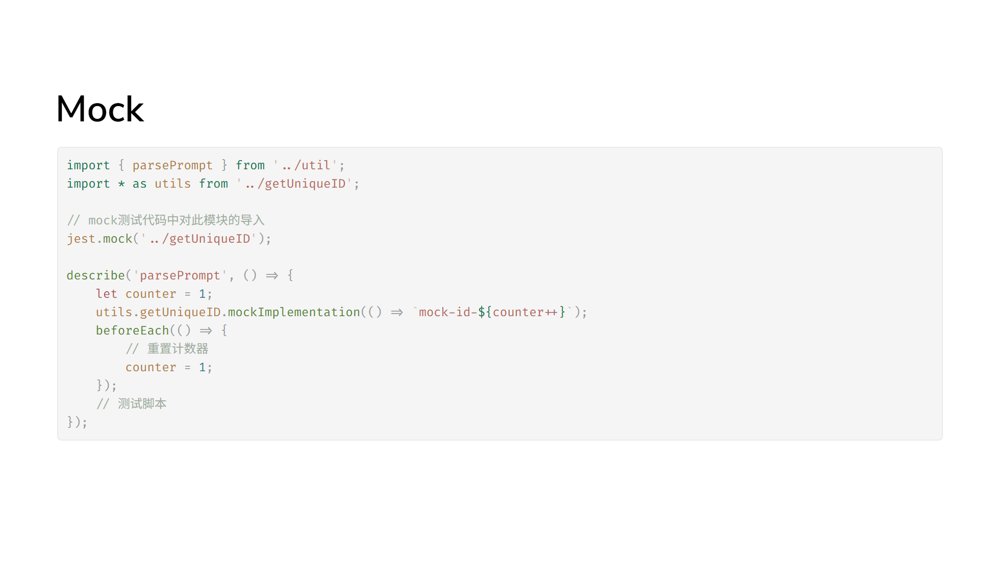 Mock
import { parsePrompt } from '../util';
import * as utils from '../getUniqueID';
// mock测试代码中对此模块的导入
jest.mock('../getUniqueID');
describe('parsePrompt', () => {
    let counter = 1;
    utils.getUniqueID.mockImplementation(() => `mock-id-${counter++}`);
    beforeEach(() => {
        // 重置计数器
        counter = 1;
    });
    // 测试脚本
});